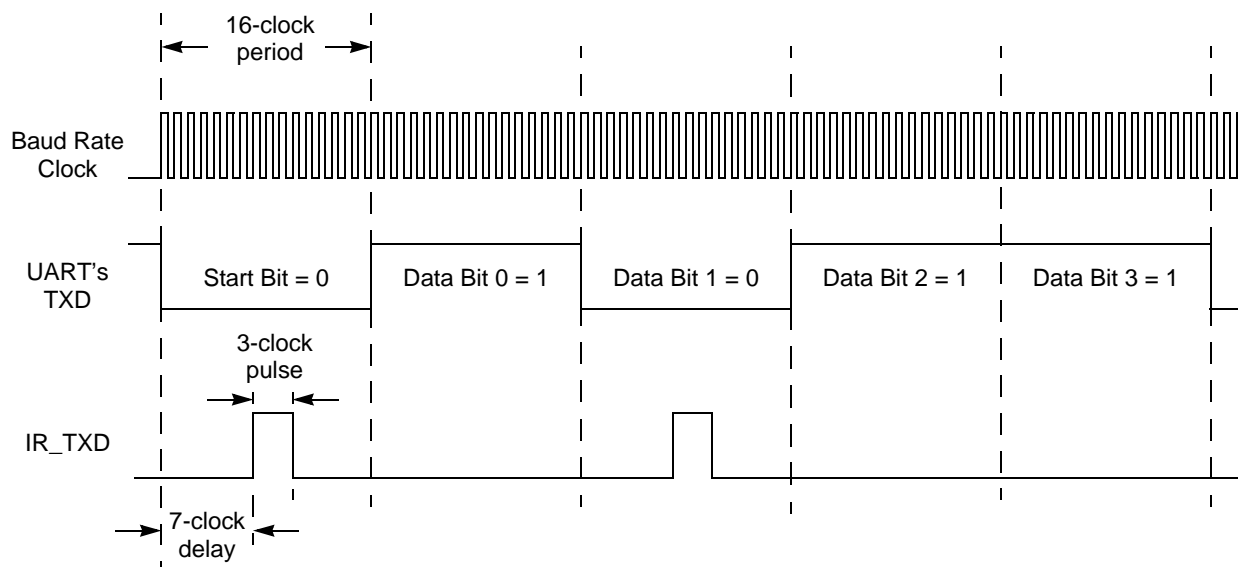 16-clock
period
Baud Rate
Clock
UART's
TXD
Start Bit = 0
Data Bit 0 = 1
Data Bit 1 = 0
Data Bit 2 = 1
Data Bit 3 = 1
3-clock
pulse
IR_TXD
7-clock
delay